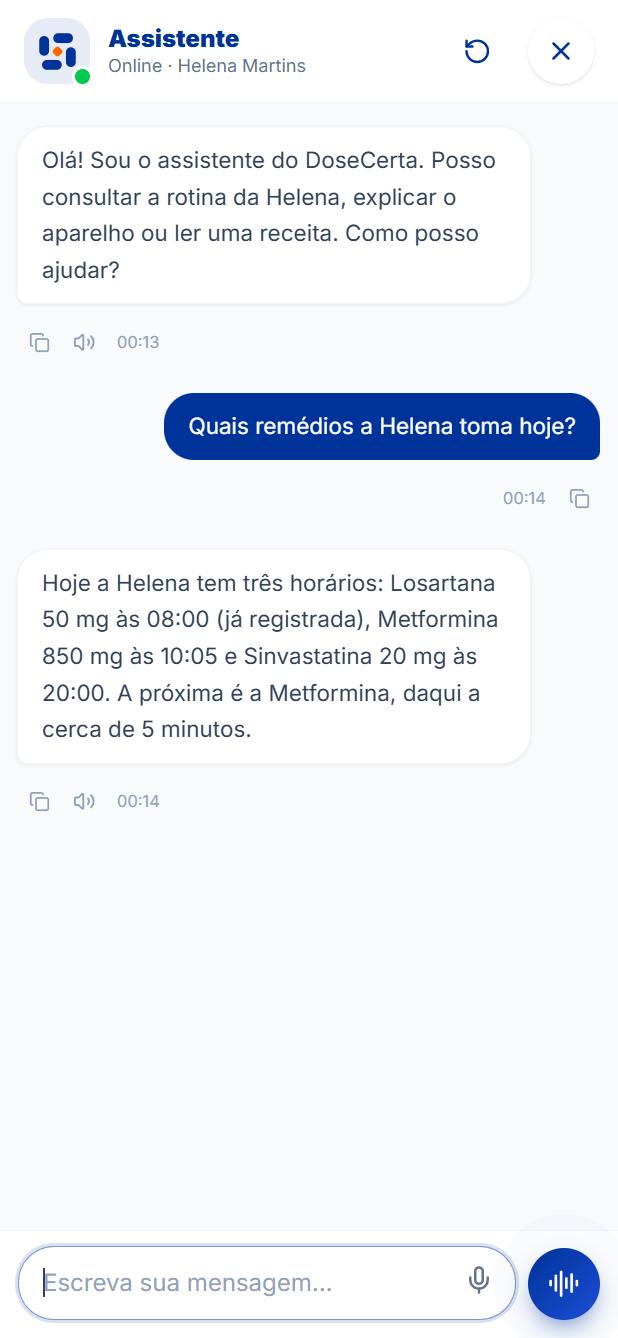 Assistente
Online · Helena Martins
Olá! Sou o assistente do DoseCerta. Posso
consultar a rotina da Helena, explicar o
aparelho ou ler uma receita. Como posso
ajudar?
00:13
Quais remédios a Helena toma hoje?
00:14
Hoje a Helena tem três horários: Losartana
50 mg às 08:00 (já registrada), Metformina
850 mg às 10:05 e Sinvastatina 20 mg às
20:00. A próxima é a Metformina, daqui a
cerca de 5 minutos.
00:14
Escreva sua mensagem...